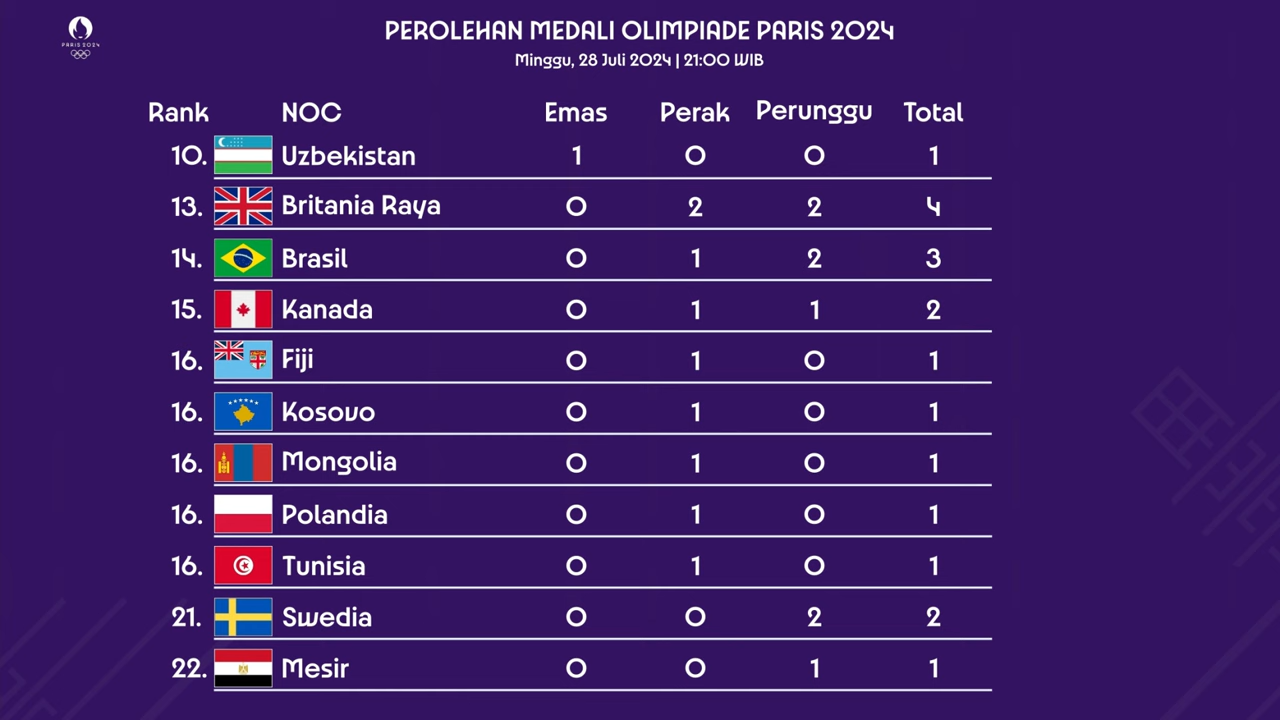 PARIS 2024
PEROLEHAN MEDALI OLIMPIADE PARIS 2024
Minggu, 28 Juli 2024 | 21:00 WIB
Rank NOC Emas Perak Perunggu Total
10. Uzbekistan 1 0 0 1
13. Britania Raya 0 2 2 4
14. Brasil 0 1 2 3
15. Kanada 0 1 1 2
16. Fiji 0 1 0 1
16. Kosovo 0 1 0 1
16. Mongolia 0 1 0 1
16. Polandia 0 1 0 1
16. Tunisia 0 1 0 1
21. Swedia 0 0 2 2
22. Mesir 0 0 1 1